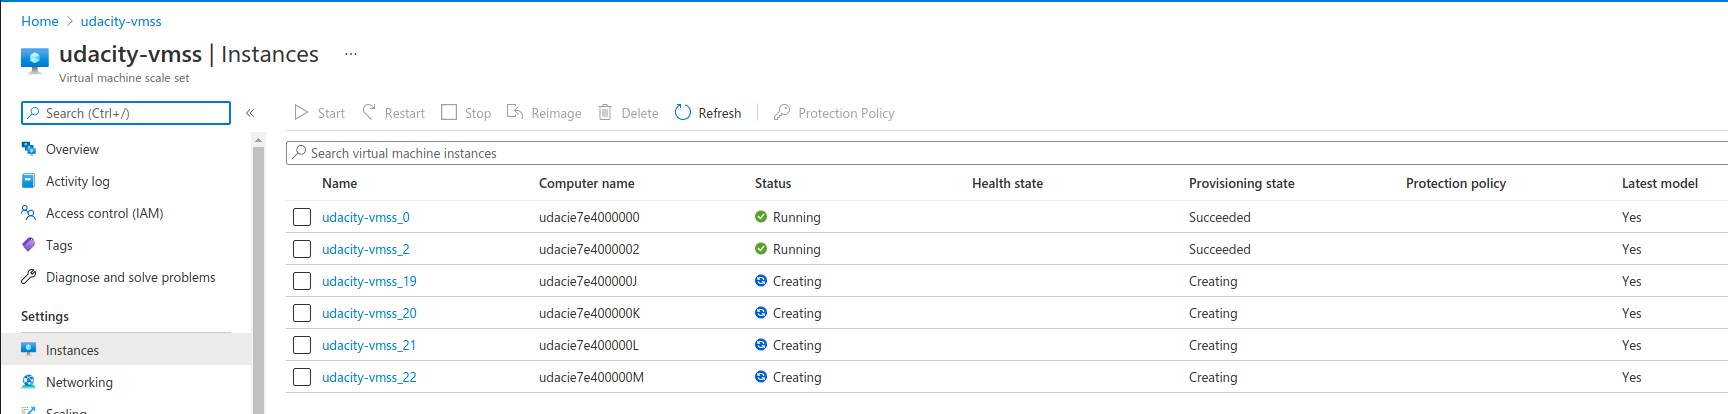 Home > udacity-vmss
udacity-vmss | Instances ...
Virtual machine scale set
Search (Ctrl+/) «
Start Restart Stop Reimage Delete Refresh Protection Policy
Overview
Activity log
Access control (IAM)
Tags
Diagnose and solve problems
Settings
Instances
Networking
Scaling
Search virtual machine instances
Name Computer name Status Health state Provisioning state Protection policy Latest model
udacity-vmss_0 udacie7e4000000 Running Succeeded Yes
udacity-vmss_2 udacie7e4000002 Running Succeeded Yes
udacity-vmss_19 udacie7e400000J Creating Creating Yes
udacity-vmss_20 udacie7e400000K Creating Creating Yes
udacity-vmss_21 udacie7e400000L Creating Creating Yes
udacity-vmss_22 udacie7e400000M Creating Creating Yes